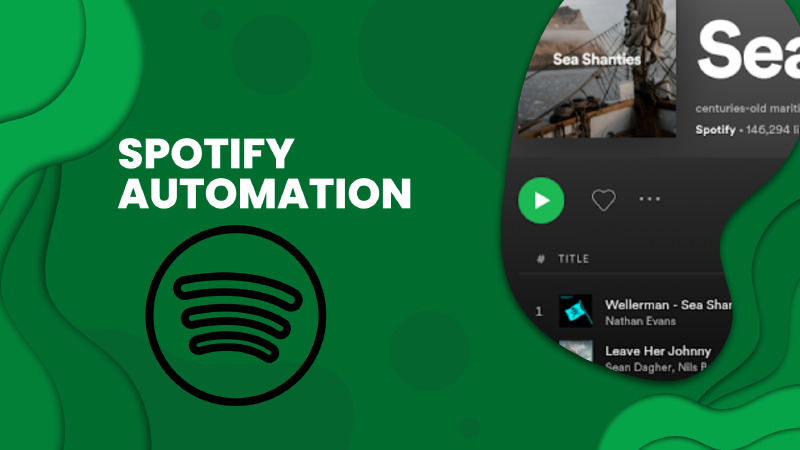 SPOTIFY
AUTOMATION
Sea Shanties
Sea
centuries-old mariti
Spotify • 146,294 li
# TITLE
1
Wellerman - Sea Shan
Nathan Evans
Leave Her Johnny
Sean Dagher, Nils